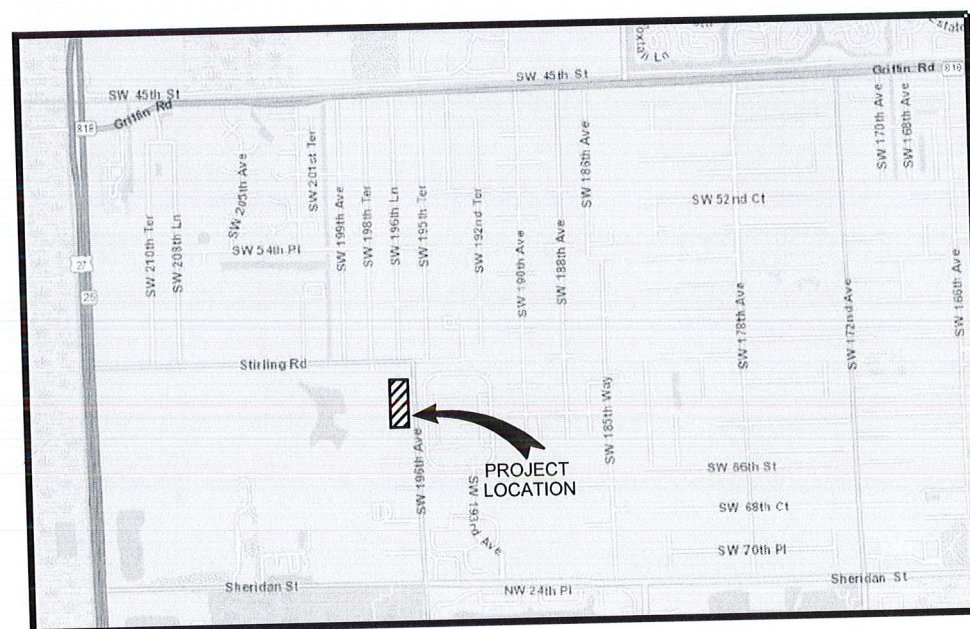 Estate
oxtail Ln
SW 45th St
Griffin Rd
818
SW 45th St
Griffin Rd
818
SW 170th Ave
SW 168th Ave
SW 186th Ave
SW 201st Ter
SW 205th Ave
SW 52nd Ct
SW 210th Ter
SW 208th Ln
SW 199th Ave
SW 198th Ter
SW 196th Ln
SW 195th Ter
SW 192nd Ter
SW 190th Ave
SW 188th Ave
SW 54th Pl
27
25
SW 178th Ave
SW 172nd Ave
SW 166th Ave
Stirling Rd
SW 185th Way
SW 196th Ave
PROJECT
LOCATION
SW 193rd Ave
SW 66th St
SW 68th Ct
SW 70th Pl
Sheridan St
NW 24th Pl
Sheridan St